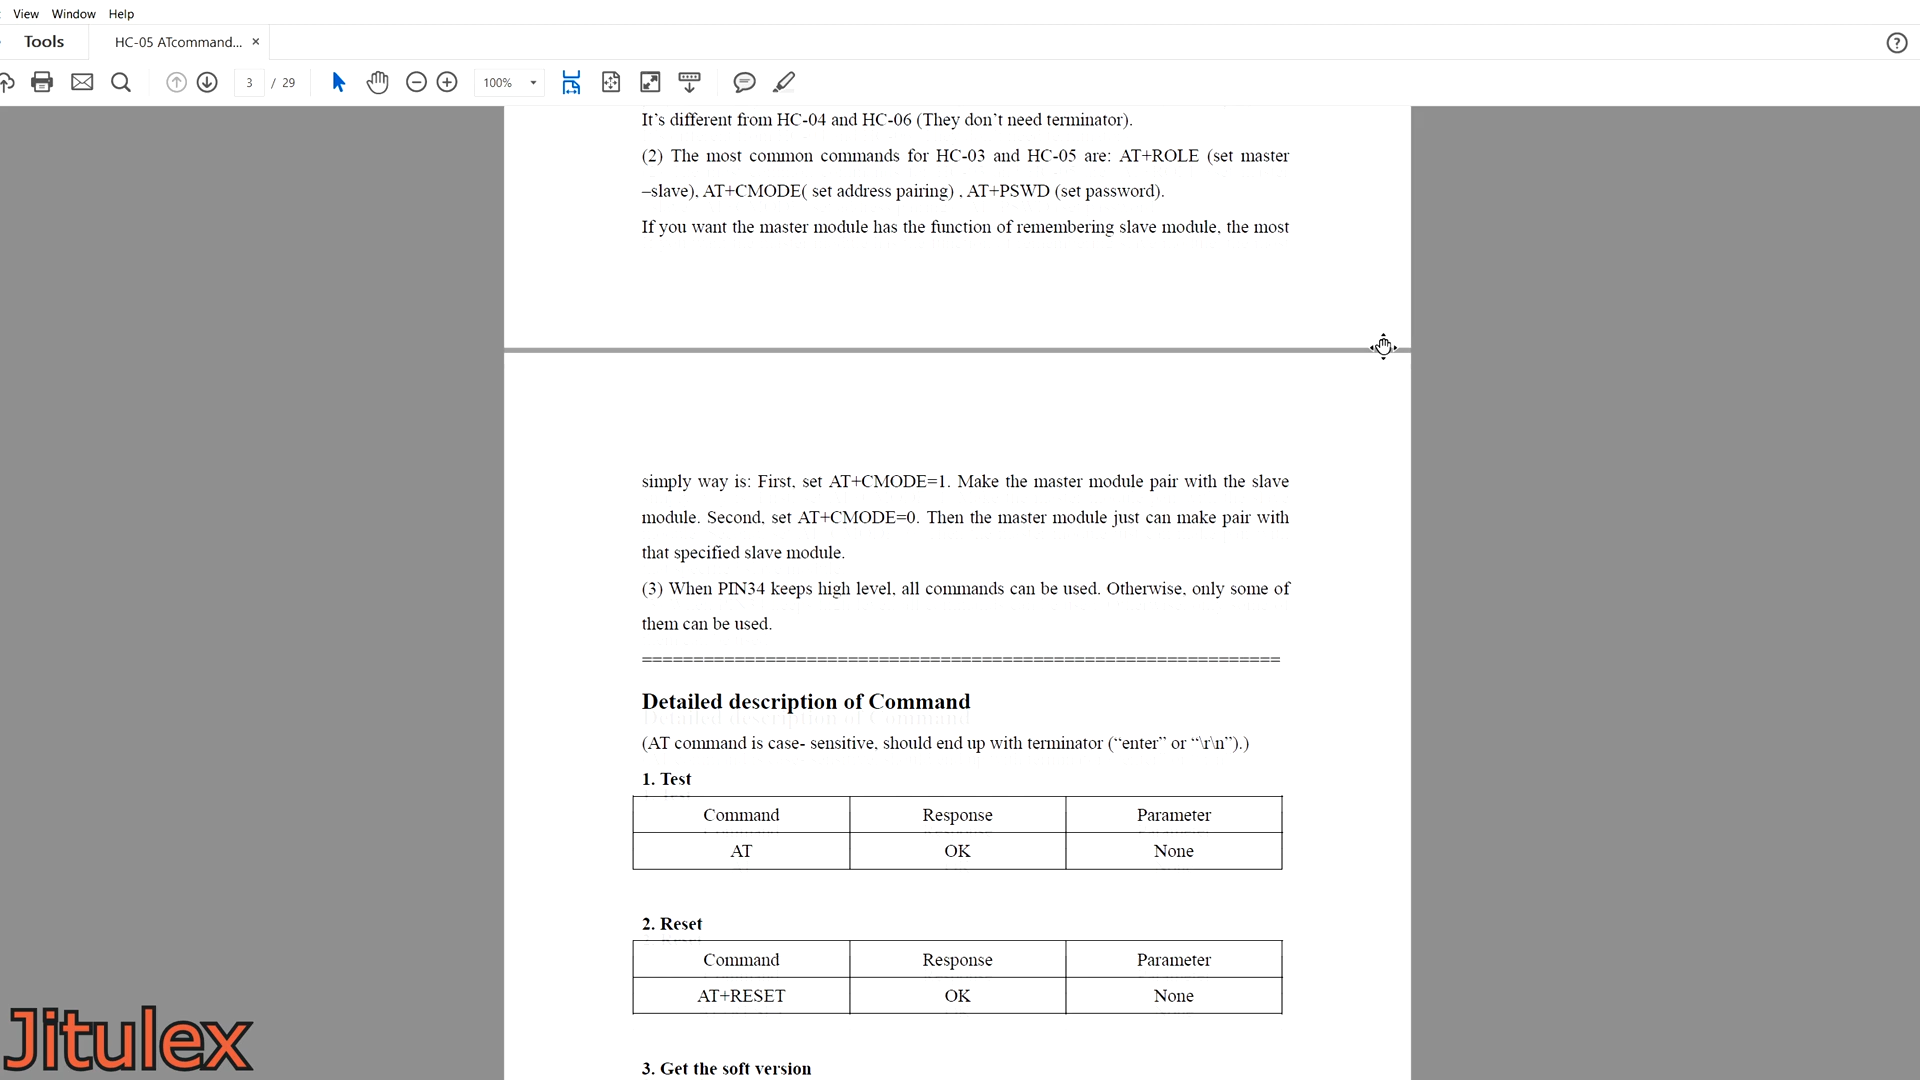 View Window Help
Tools
HC-05 ATcommand... ×
3 / 29
100%
It’s different from HC-04 and HC-06 (They don’t need terminator).
(2) The most common commands for HC-03 and HC-05 are: AT+ROLE (set master
–slave), AT+CMODE( set address pairing) , AT+PSWD (set password).
If you want the master module has the function of remembering slave module, the most
simply way is: First, set AT+CMODE=1. Make the master module pair with the slave
module. Second, set AT+CMODE=0. Then the master module just can make pair with
that specified slave module.
(3) When PIN34 keeps high level, all commands can be used. Otherwise, only some of
them can be used.
==============================================================
Detailed description of Command
(AT command is case- sensitive, should end up with terminator (“enter” or “\r\n”).)
1. Test
Command Response Parameter
AT OK None
2. Reset
Command Response Parameter
AT+RESET OK None
3. Get the soft version
Jitulex